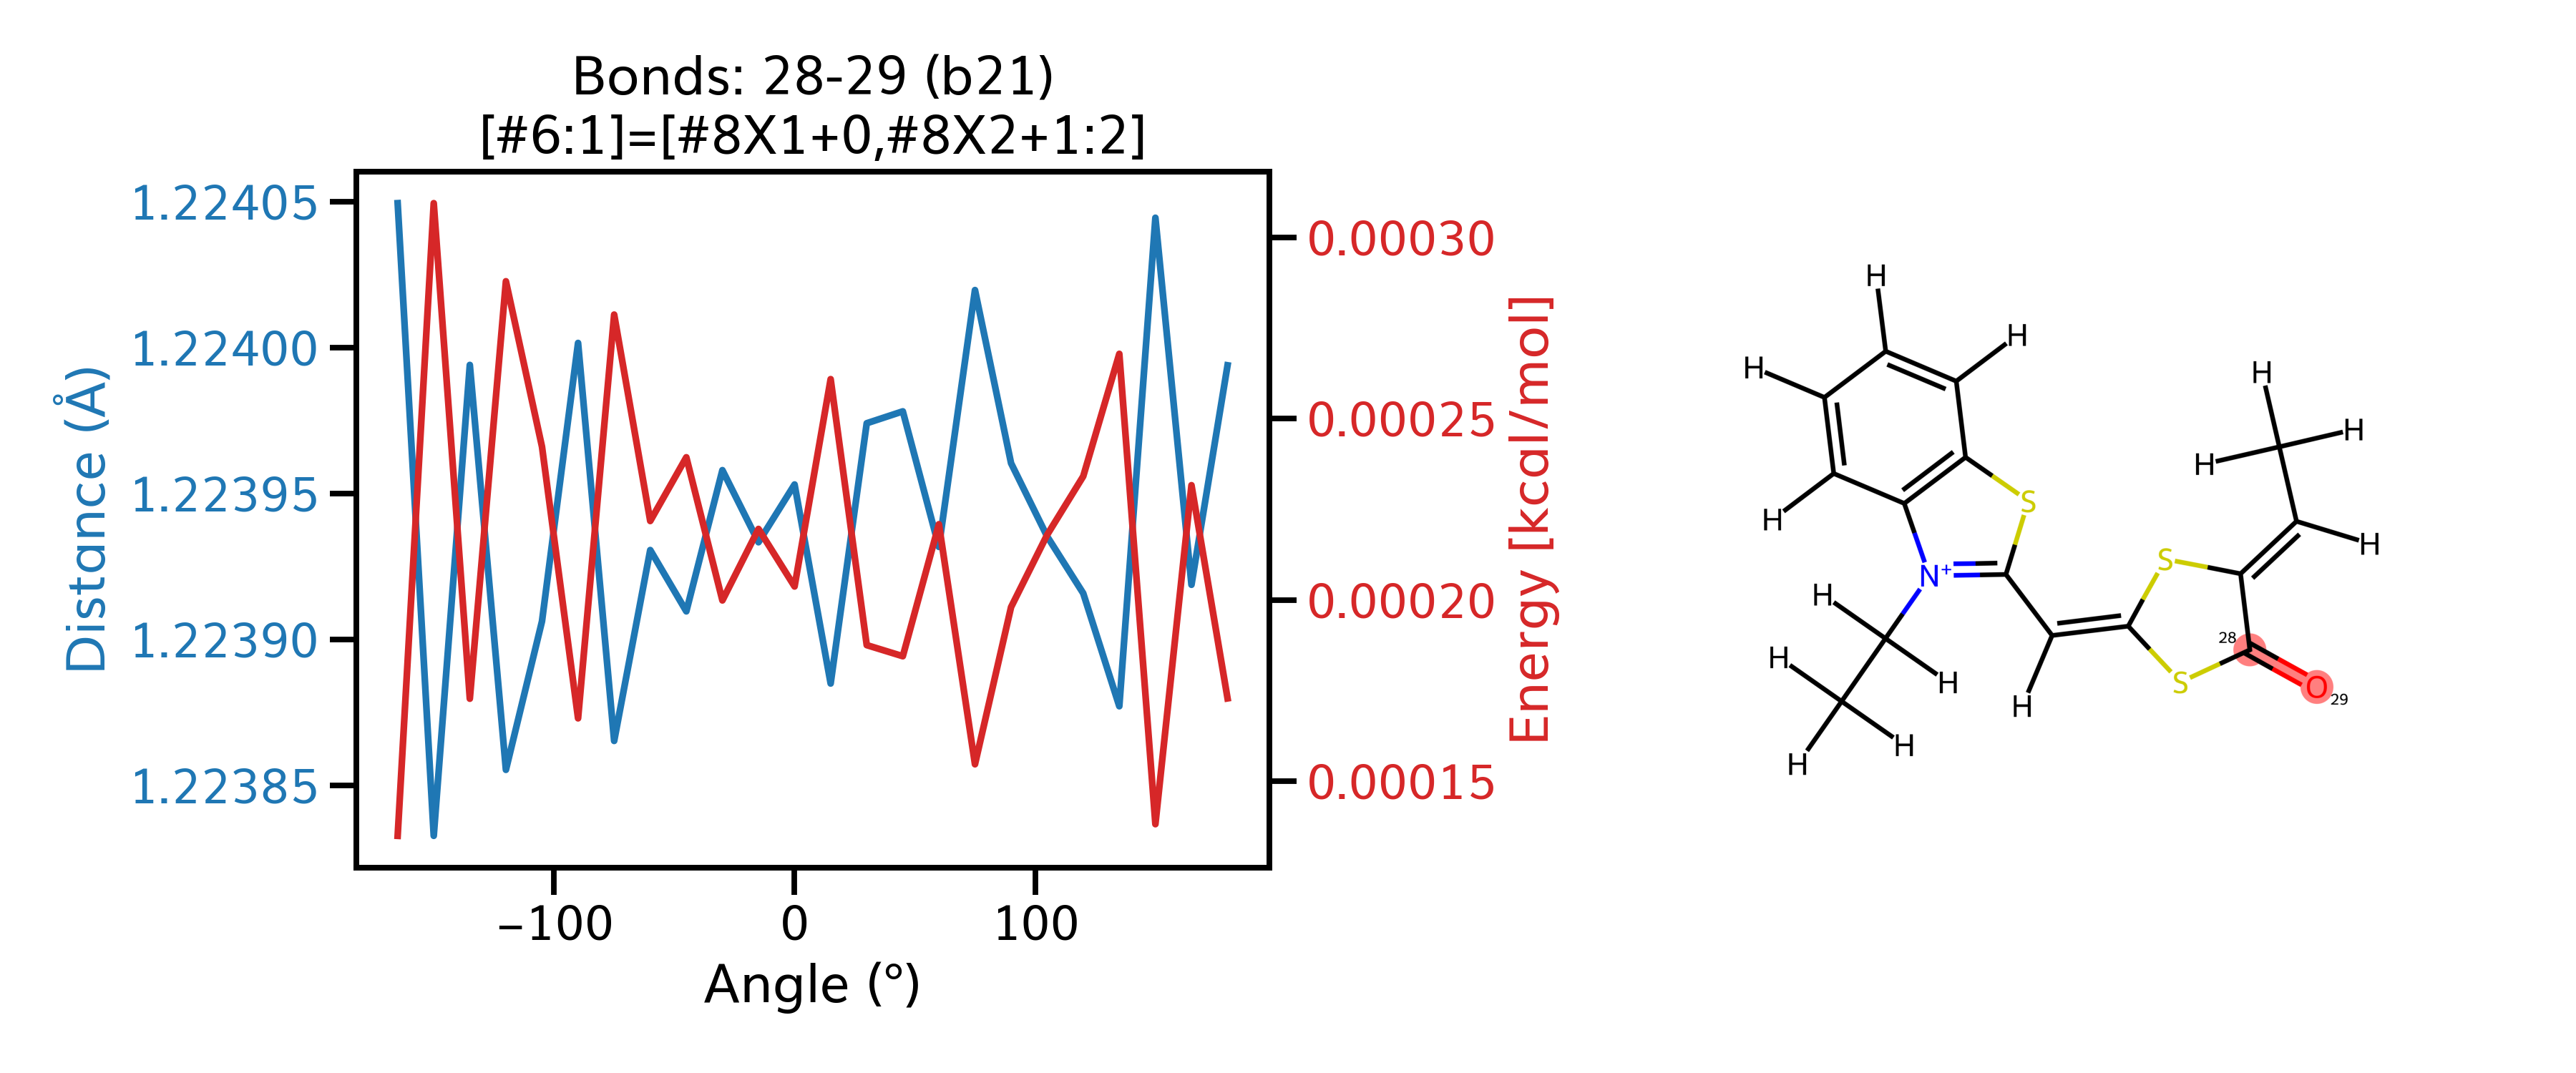 Bonds: 28-29 (b21)
[#6:1]=[#8X1+0,#8X2+1:2]
Distance (Å)
1.22405
1.22400
1.22395
1.22390
1.22385
0.00030
0.00025
0.00020
0.00015
Energy [kcal/mol]
−100 0 100
Angle (°)
H
H
H
H
H
H
H
S
H
H
S
N+
H
28
H
S
O
29
H
H
H
H